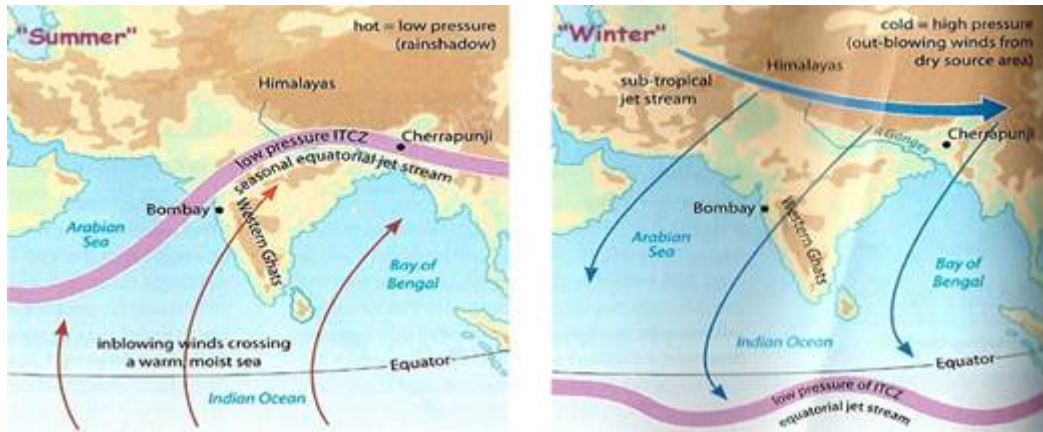 "Summer"
hot = low pressure
(rainshadow)
Himalayas
low pressure ITCZ
seasonal equatorial jet stream
Cherrapunji
Bombay
Western Ghats
Arabian
Sea
Bay of
Bengal
inblowing winds crossing
a warm, moist sea
Equator
Indian Ocean
"Winter"
cold = high pressure
(out-blowing winds from
dry source area)
Himalayas
sub-tropical
jet stream
R Ganges
Cherrapunji
Bombay
Western Ghats
Arabian
Sea
Bay of
Bengal
Indian Ocean
Equator
low pressure of ITCZ
equatorial jet stream